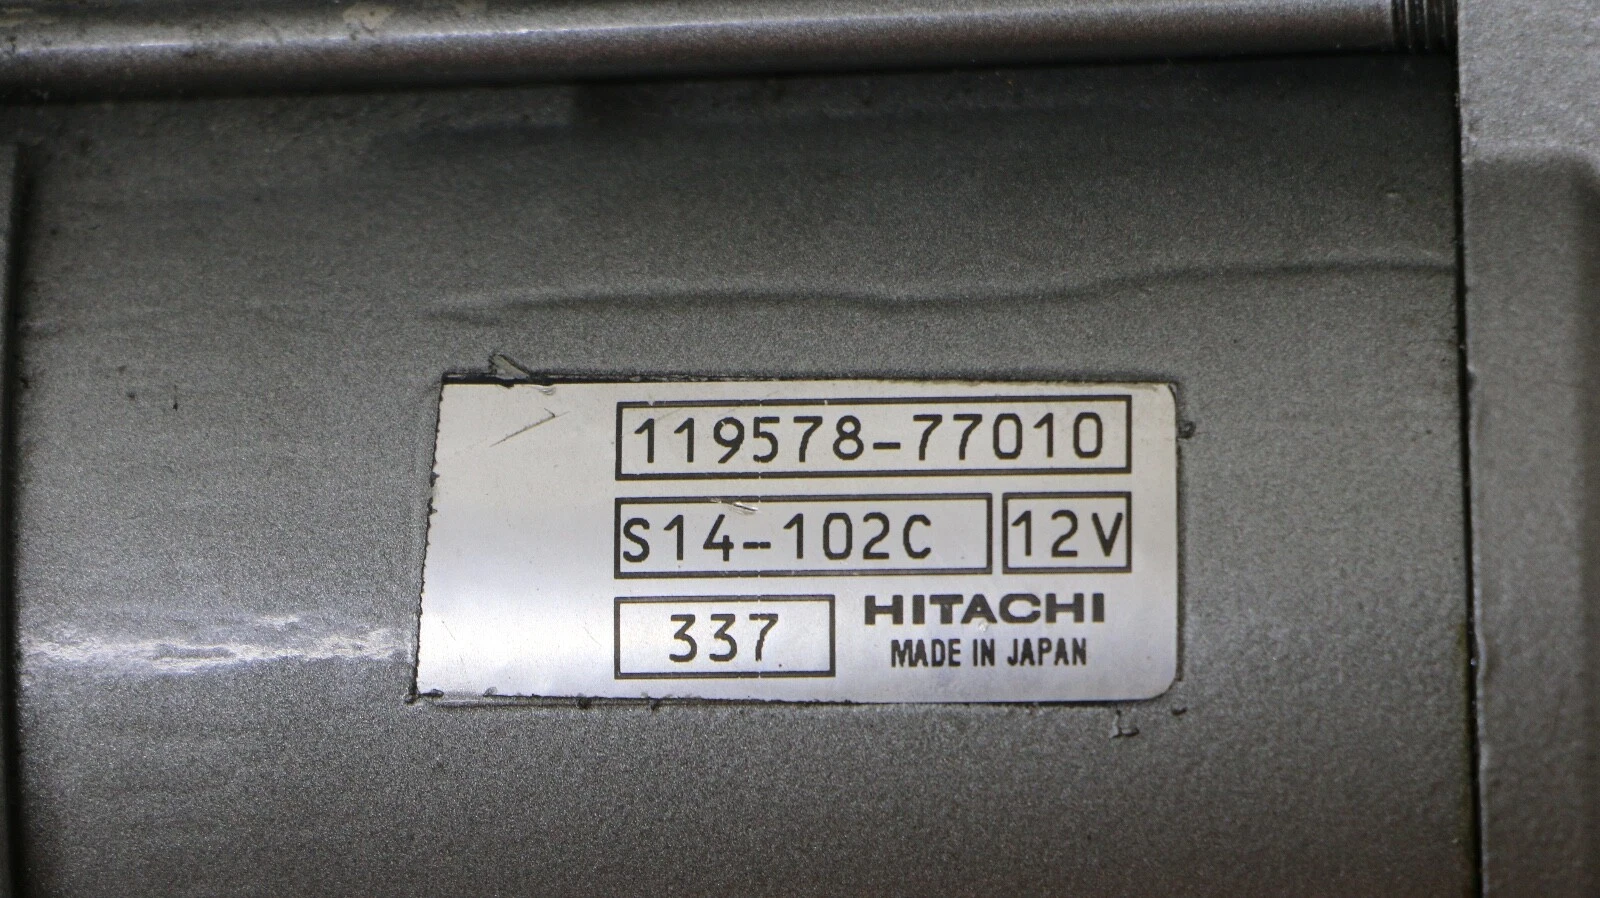 119578-77010
S14-102C 12V
337 HITACHI
MADE IN JAPAN